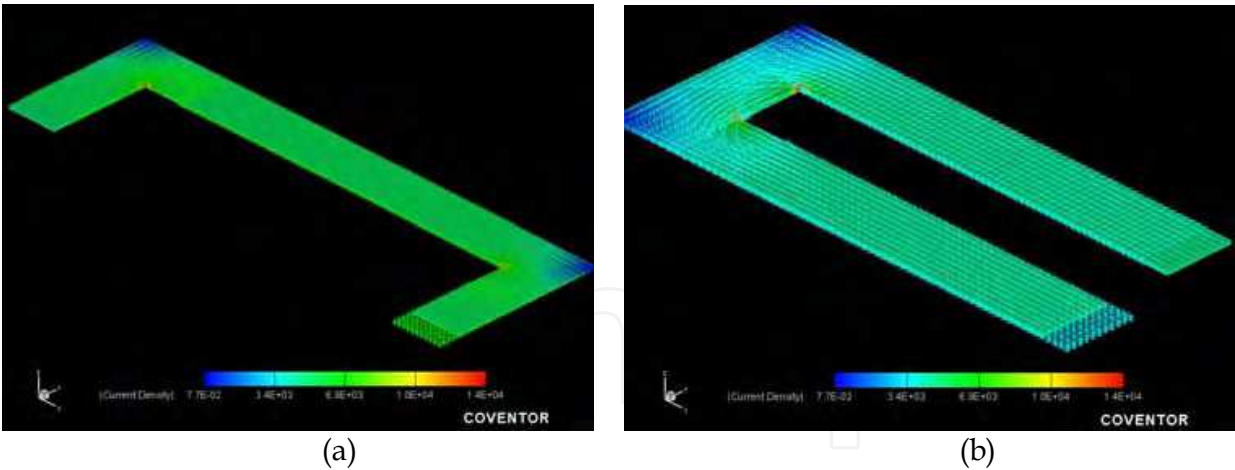 (Current Density) 7.7E-02 3.4E+03 6.9E+03 1.0E+04 1.4E+04
COVENTOR
(Current Density) 7.7E-02 3.4E+03 6.9E+03 1.0E+04 1.4E+04
COVENTOR
(a)
(b)